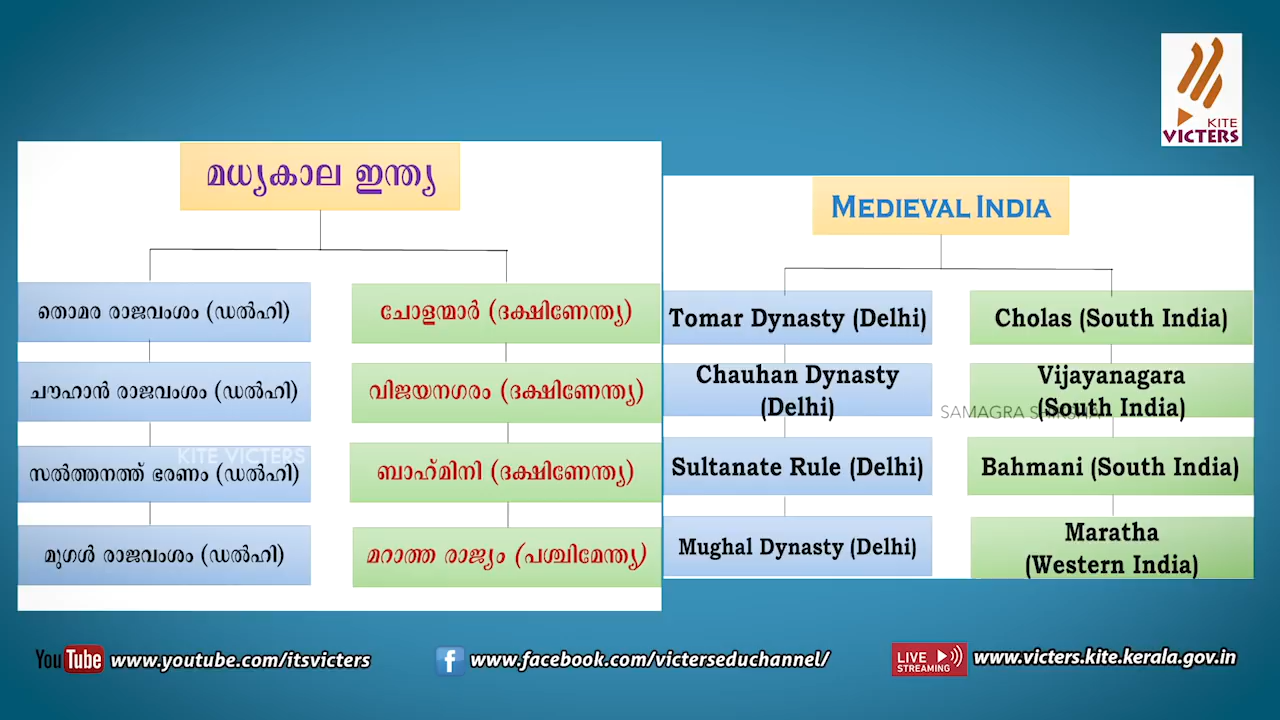 KITE
VICTERS
മധ്യകാല ഇന്ത്യ
തൊമര രാജവംശം (ഡൽഹി)
ചോളന്മാർ (ദക്ഷിണേന്ത്യ)
ചൗഹാൻ രാജവംശം (ഡൽഹി)
വിജയനഗരം (ദക്ഷിണേന്ത്യ)
KITE VICTERS
സൽത്തനത്ത് ഭരണം (ഡൽഹി)
ബാഹ്മിനി (ദക്ഷിണേന്ത്യ)
മുഗൾ രാജവംശം (ഡൽഹി)
മറാത്ത രാജ്യം (പശ്ചിമേന്ത്യ)
MEDIEVAL INDIA
Tomar Dynasty (Delhi)
Cholas (South India)
Chauhan Dynasty
(Delhi)
Vijayanagara
(South India)
SAMAGRA
Sultanate Rule (Delhi)
Bahmani (South India)
Mughal Dynasty (Delhi)
Maratha
(Western India)
YouTube www.youtube.com/itsvicters
f www.facebook.com/victerseduchannel/
LIVE
STREAMING
www.victers.kite.kerala.gov.in